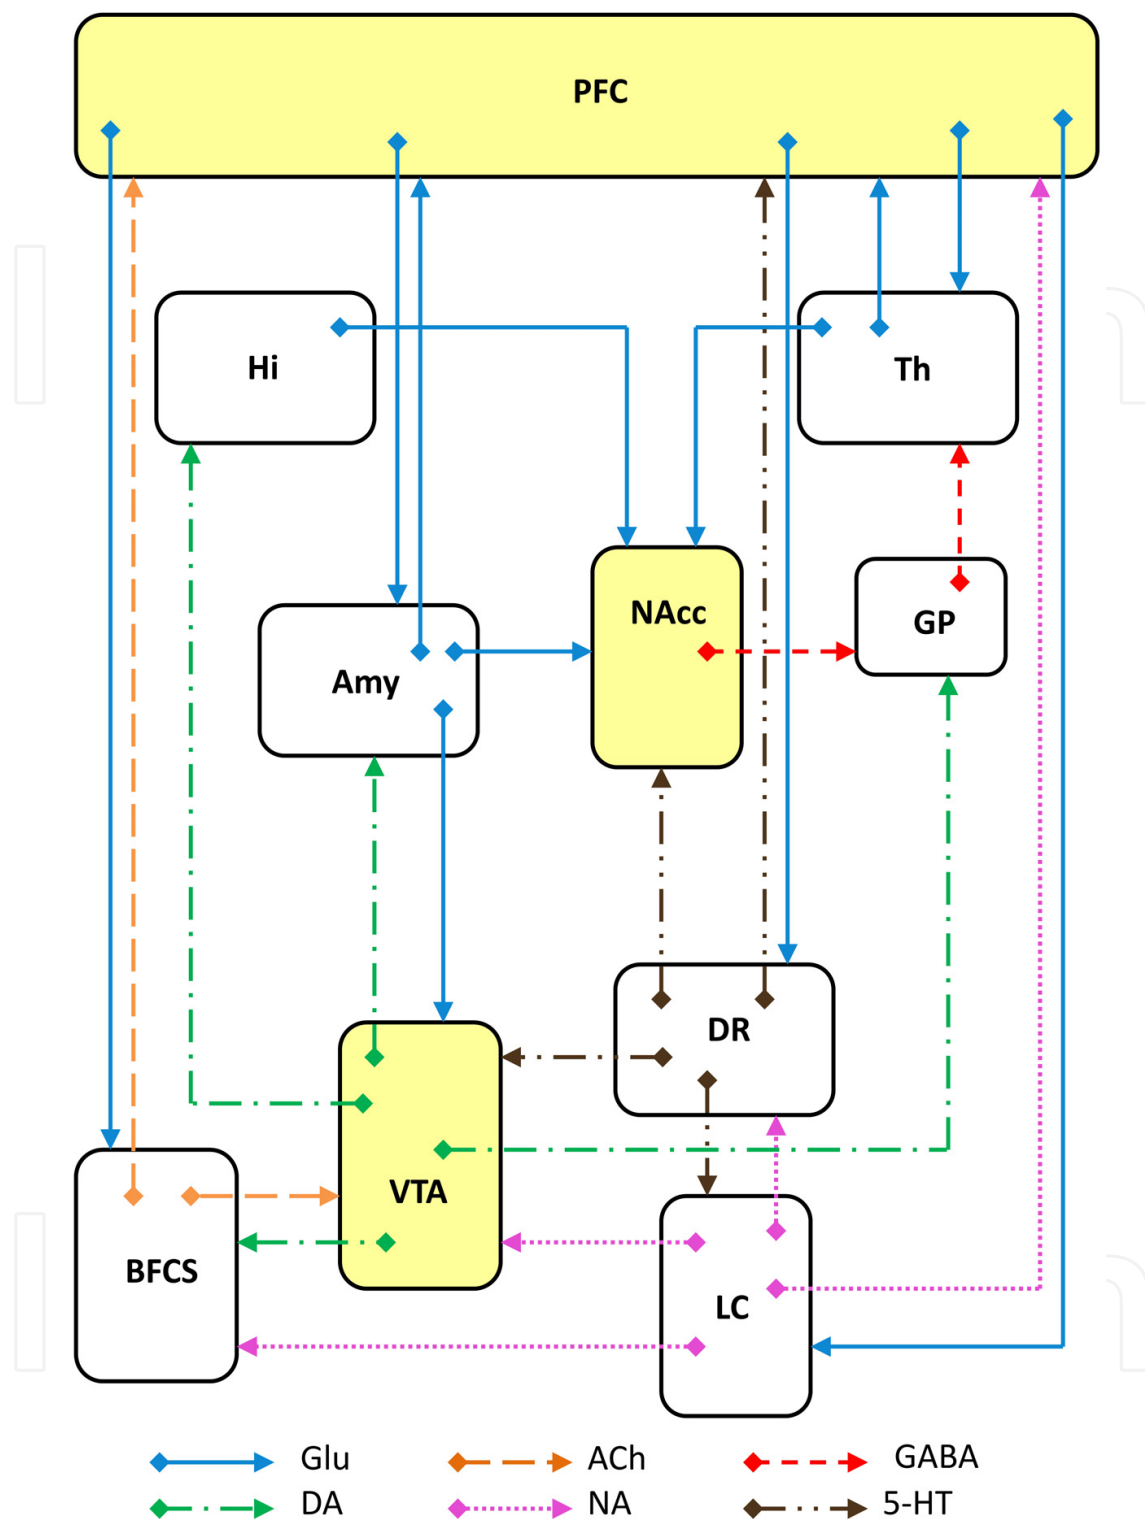 PFC
Hi
Th
NAcc
GP
Amy
DR
VTA
BFCS
LC
Glu
ACh
GABA
DA
NA
5-HT